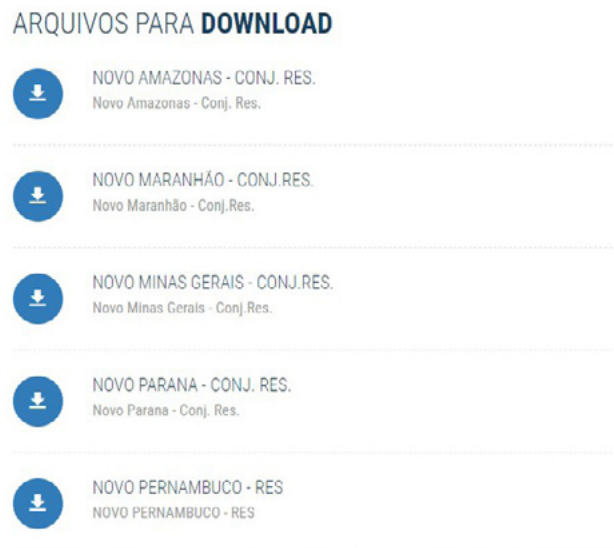 ARQUIVOS PARA DOWNLOAD
NOVO AMAZONAS - CONJ. RES.
Novo Amazonas - Conj. Res.
NOVO MARANHÃO - CONJ.RES.
Novo Maranhão - Conj.Res.
NOVO MINAS GERAIS - CONJ.RES.
Novo Minas Gerais - Conj.Res.
NOVO PARANA - CONJ. RES.
Novo Parana - Conj. Res.
NOVO PERNAMBUCO - RES
NOVO PERNAMBUCO - RES